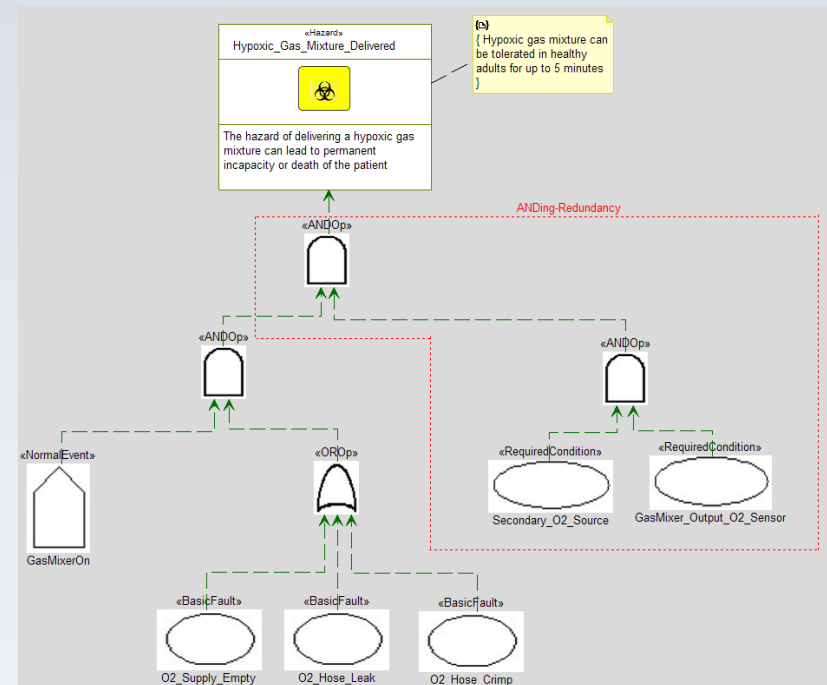 «Hazard»
Hypoxic_Gas_Mixture_Delivered
The hazard of delivering a hypoxic gas
mixture can lead to permanent
incapacity or death of the patient
{ Hypoxic gas mixture can
be tolerated in healthy
adults for up to 5 minutes
}
ANDing-Redundancy
«ANDOp»
«ANDOp»
«ANDOp»
«NormalEvent»
GasMixerOn
«OROp»
«RequiredCondition»
Secondary_O2_Source
«RequiredCondition»
GasMixer_Output_O2_Sensor
«BasicFault»
O2_Supply_Empty
«BasicFault»
O2_Hose_Leak
«BasicFault»
O2_Hose_Crimp